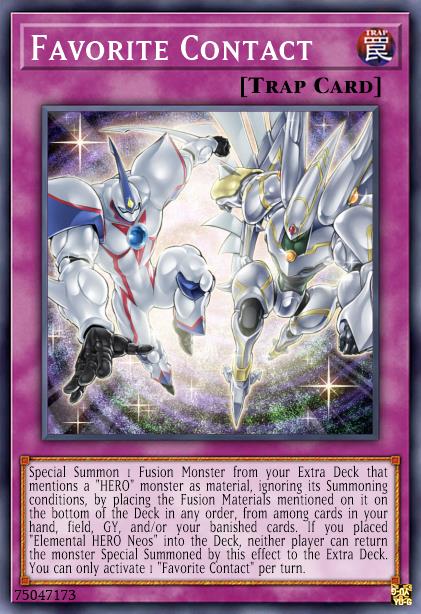 FAVORITE CONTACT
TRAP
罠
[TRAP CARD]
Special Summon 1 Fusion Monster from your Extra Deck that
mentions a "HERO" monster as material, ignoring its Summoning
conditions, by placing the Fusion Materials mentioned on it on
the bottom of the Deck in any order, from among cards in your
hand, field, GY, and/or your banished cards. If you placed
"Elemental HERO Neos" into the Deck, neither player can return
the monster Special Summoned by this effect to the Extra Deck.
You can only activate 1 "Favorite Contact" per turn.
75047173